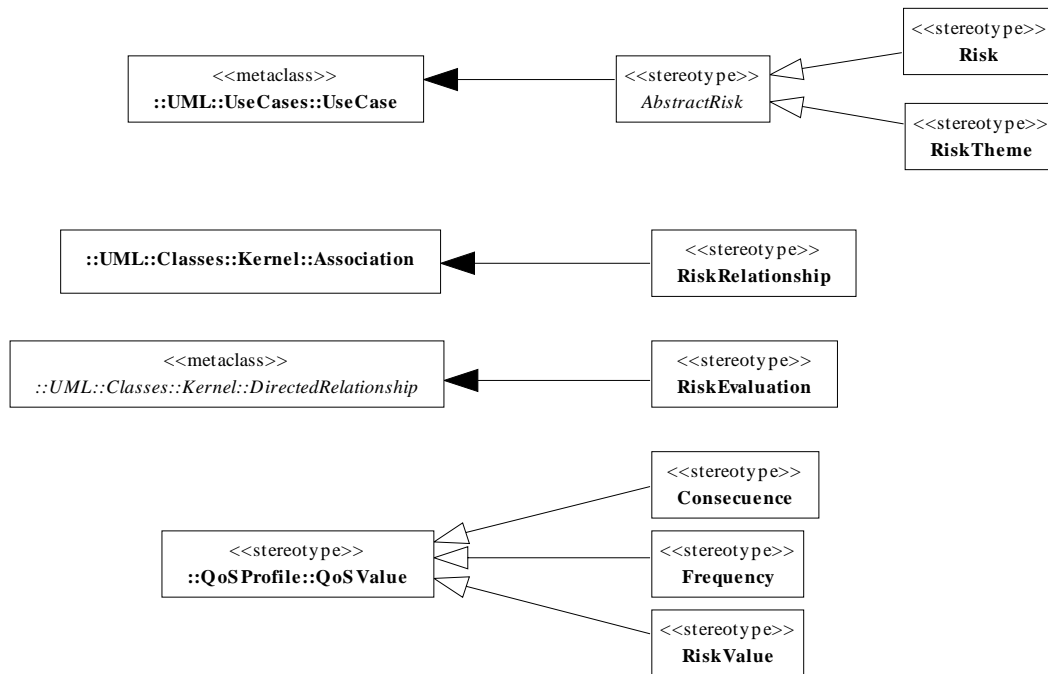 <<stereotype>>
Risk
<<metaclass>>
::UML::UseCases::UseCase
<<stereotype>>
AbstractRisk
<<stereotype>>
RiskTheme
::UML::Classes::Kernel::Association
<<stereotype>>
RiskRelationship
<<metaclass>>
::UML::Classes::Kernel::DirectedRelationship
<<stereotype>>
RiskEvaluation
<<stereotype>>
Consecuence
<<stereotype>>
::QoSProfile::QoSValue
<<stereotype>>
Frequency
<<stereotype>>
RiskValue